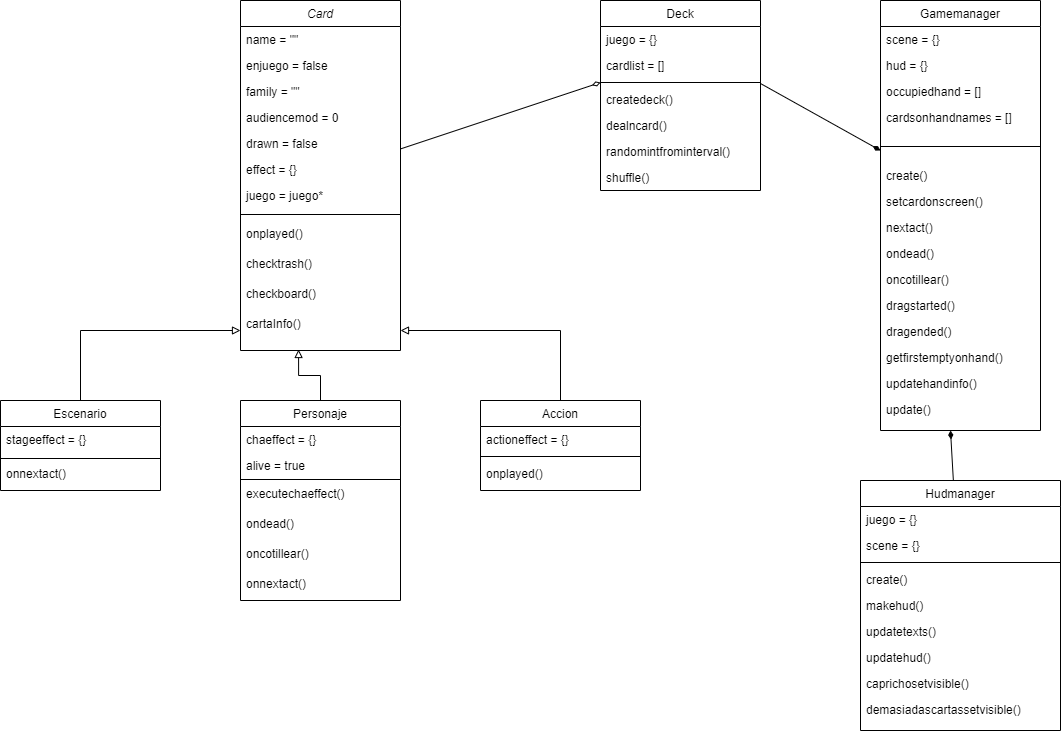 Card
name = ""
enjuego = false
family = ""
audiencemod = 0
drawn = false
effect = {}
juego = juego*
onplayed()
checktrash()
checkboard()
cartaInfo()
Deck
juego = {}
cardlist = []
createdeck()
dealncard()
randomintfrominterval()
shuffle()
Gamemanager
scene = {}
hud = {}
occupiedhand = []
cardsonhandnames = []
create()
setcardonscreen()
nextact()
ondead()
oncotillear()
dragstarted()
dragended()
getfirstemptyonhand()
updatehandinfo()
update()
Escenario
stageeffect = {}
onnextact()
Personaje
chaeffect = {}
alive = true
executechaeffect()
ondead()
oncotillear()
onnextact()
Accion
actioneffect = {}
onplayed()
Hudmanager
juego = {}
scene = {}
create()
makehud()
updatetexts()
updatehud()
caprichosetvisible()
demasiadascartassetvisible()